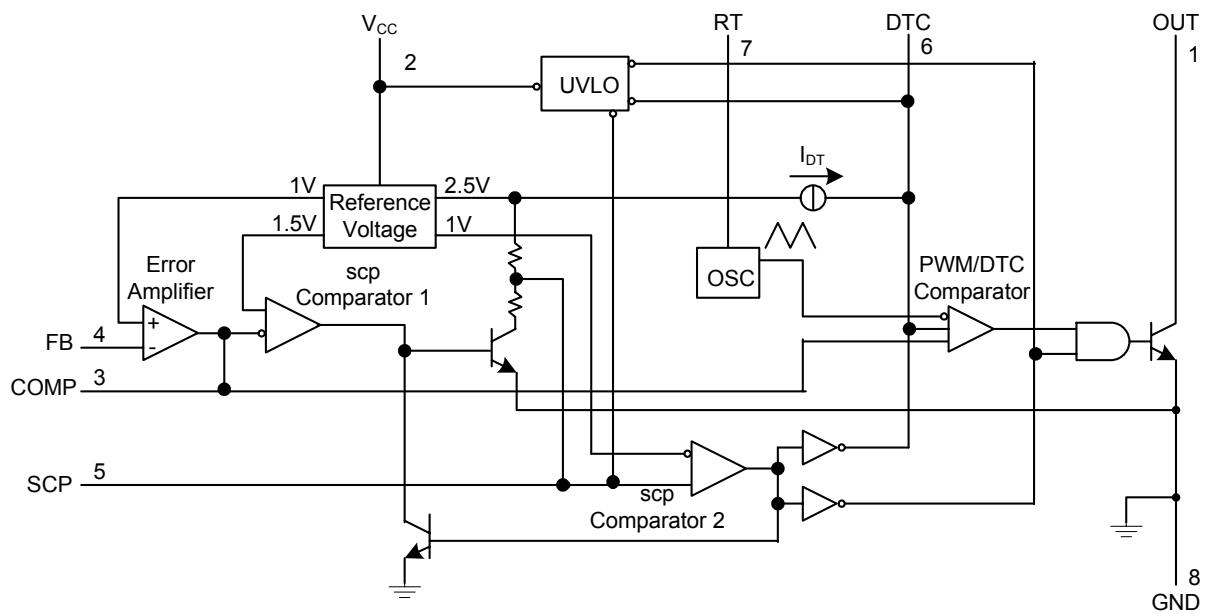 VCC
RT
DTC
OUT
2
7
6
1
UVLO
IDT
1V
2.5V
Reference
Voltage
1.5V
1V
OSC
PWM/DTC
Comparator
Error
Amplifier
scp
Comparator 1
+
-
FB
4
COMP
3
SCP
5
scp
Comparator 2
8
GND